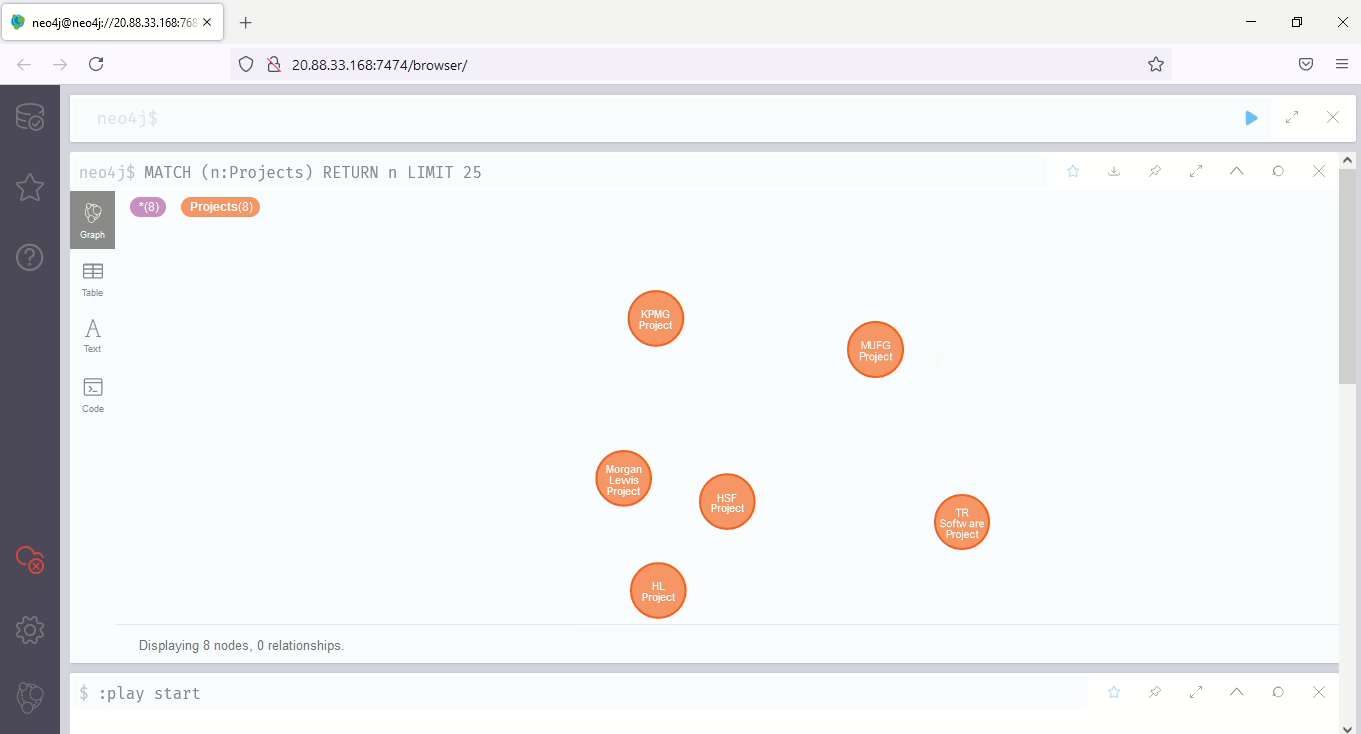 neo4j@neo4j://20.88.33.168:768
20.88.33.168:7474/browser/
neo4j$
neo4j$ MATCH (n:Projects) RETURN n LIMIT 25
*(8) Projects(8)
Graph
Table
Text
Code
KPMG
Project
MUFG
Project
Morgan
Lewis
Project
HSF
Project
TR
Softw are
Project
HL
Project
Displaying 8 nodes, 0 relationships.
$ :play start